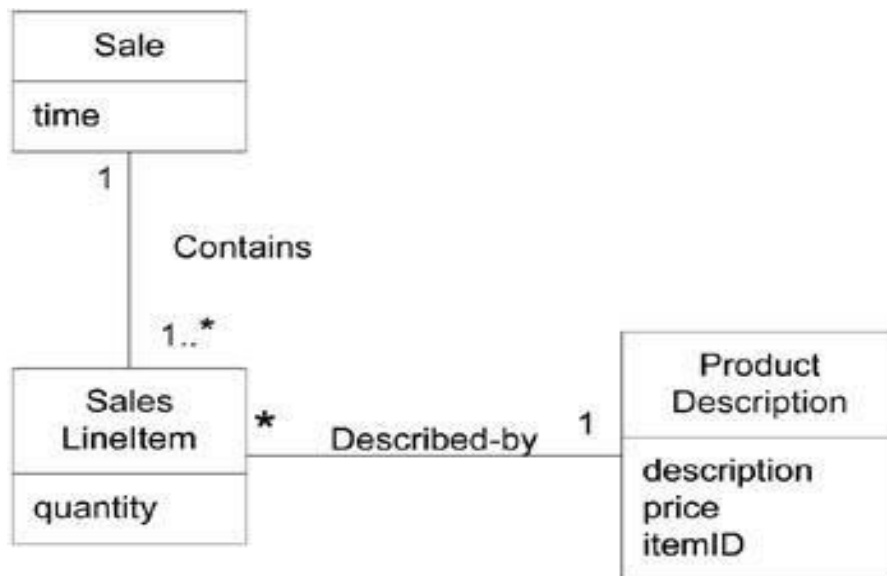 Sale
time
1
Contains
1..*
Sales
LineItem
quantity
*
Described-by
1
Product
Description
description
price
itemID